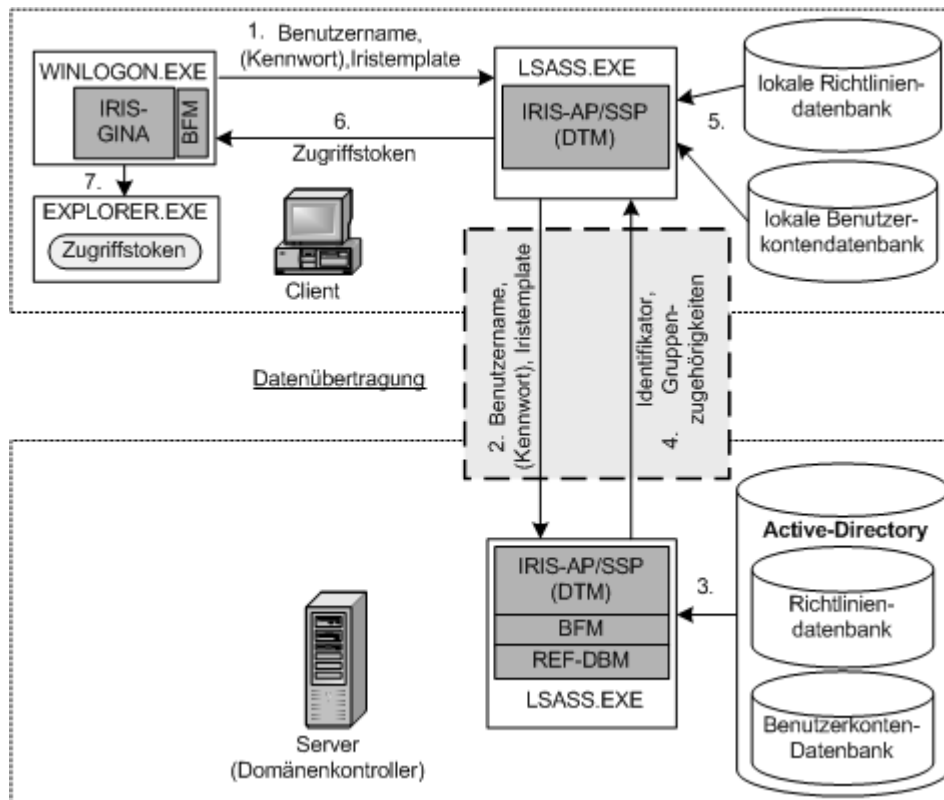 1. Benutzername,
(Kennwort),Iristemplate
WINLOGON.EXE
IRIS-
GINA
BFM
LSASS.EXE
IRIS-AP/SSP
(DTM)
lokale Richtlinien-
datenbank
5.
6.
Zugriffstoken
7.
EXPLORER.EXE
Zugriffstoken
Client
lokale Benutzer-
kontendatenbank
Datenübertragung
2. Benutzername,
(Kennwort), Iristemplate
4. Identifikator,
Gruppen-
zugehörigkeiten
IRIS-AP/SSP
(DTM)
BFM
REF-DBM
LSASS.EXE
3.
Active-Directory
Richtlinien-
datenbank
Benutzerkonten-
Datenbank
Server
(Domänenkontroller)